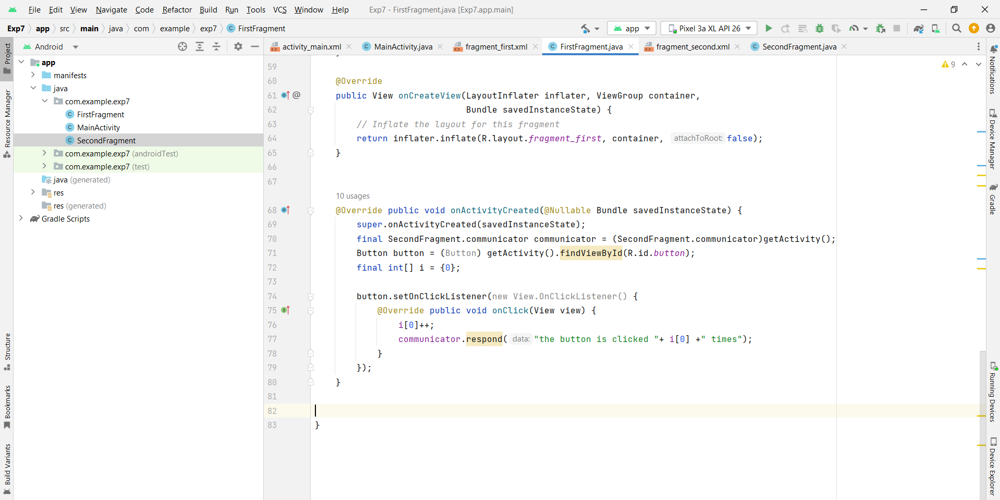 File Edit View Navigate Code Refactor Build Run Tools VCS Window Help Exp7 - FirstFragment.java [Exp7.app.main]
Exp7 app src main java com example exp7 FirstFragment app Pixel 3a XL API 26
Android activity_main.xml MainActivity.java fragment_first.xml FirstFragment.java fragment_second.xml SecondFragment.java
Project
Resource Manager
Structure
Bookmarks
Build Variants
app
manifests
java
com.example.exp7
FirstFragment
MainActivity
SecondFragment
com.example.exp7 (androidTest)
com.example.exp7 (test)
java (generated)
res
res (generated)
Gradle Scripts
9
59
60 @Override
61 @ public View onCreateView(LayoutInflater inflater, ViewGroup container,
62 Bundle savedInstanceState) {
63 // Inflate the layout for this fragment
64 return inflater.inflate(R.layout.fragment_first, container, attachToRoot: false);
65 }
66
67
10 usages
68 @Override public void onActivityCreated(@Nullable Bundle savedInstanceState) {
69 super.onActivityCreated(savedInstanceState);
70 final SecondFragment.communicator communicator = (SecondFragment.communicator)getActivity();
71 Button button = (Button) getActivity().findViewById(R.id.button);
72 final int[] i = {0};
73
74 button.setOnClickListener(new View.OnClickListener() {
75 @Override public void onClick(View view) {
76 i[0]++;
77 communicator.respond( data: "the button is clicked "+ i[0] +" times");
78 }
79 });
80 }
81
82
83 }
Notifications
Device Manager
Gradle
Running Devices
Device Explorer